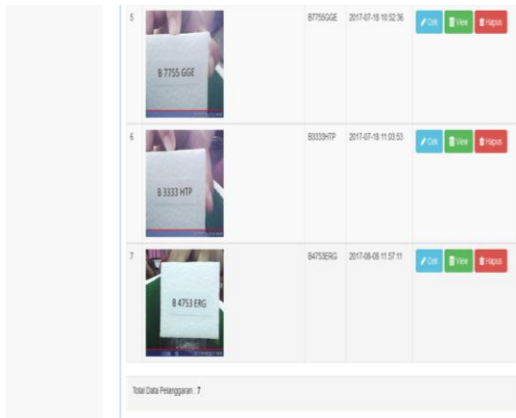 5 B 7755 GGE B7755GGE 2017-07-18 10:52:36 Cek View Hapus
6 B 3333 HTP B3333HTP 2017-07-18 11:03:53 Cek View Hapus
7 B 4753 ERG B4753ERG 2017-08-08 11:57:11 Cek View Hapus
Total Data Pelanggaran : 7